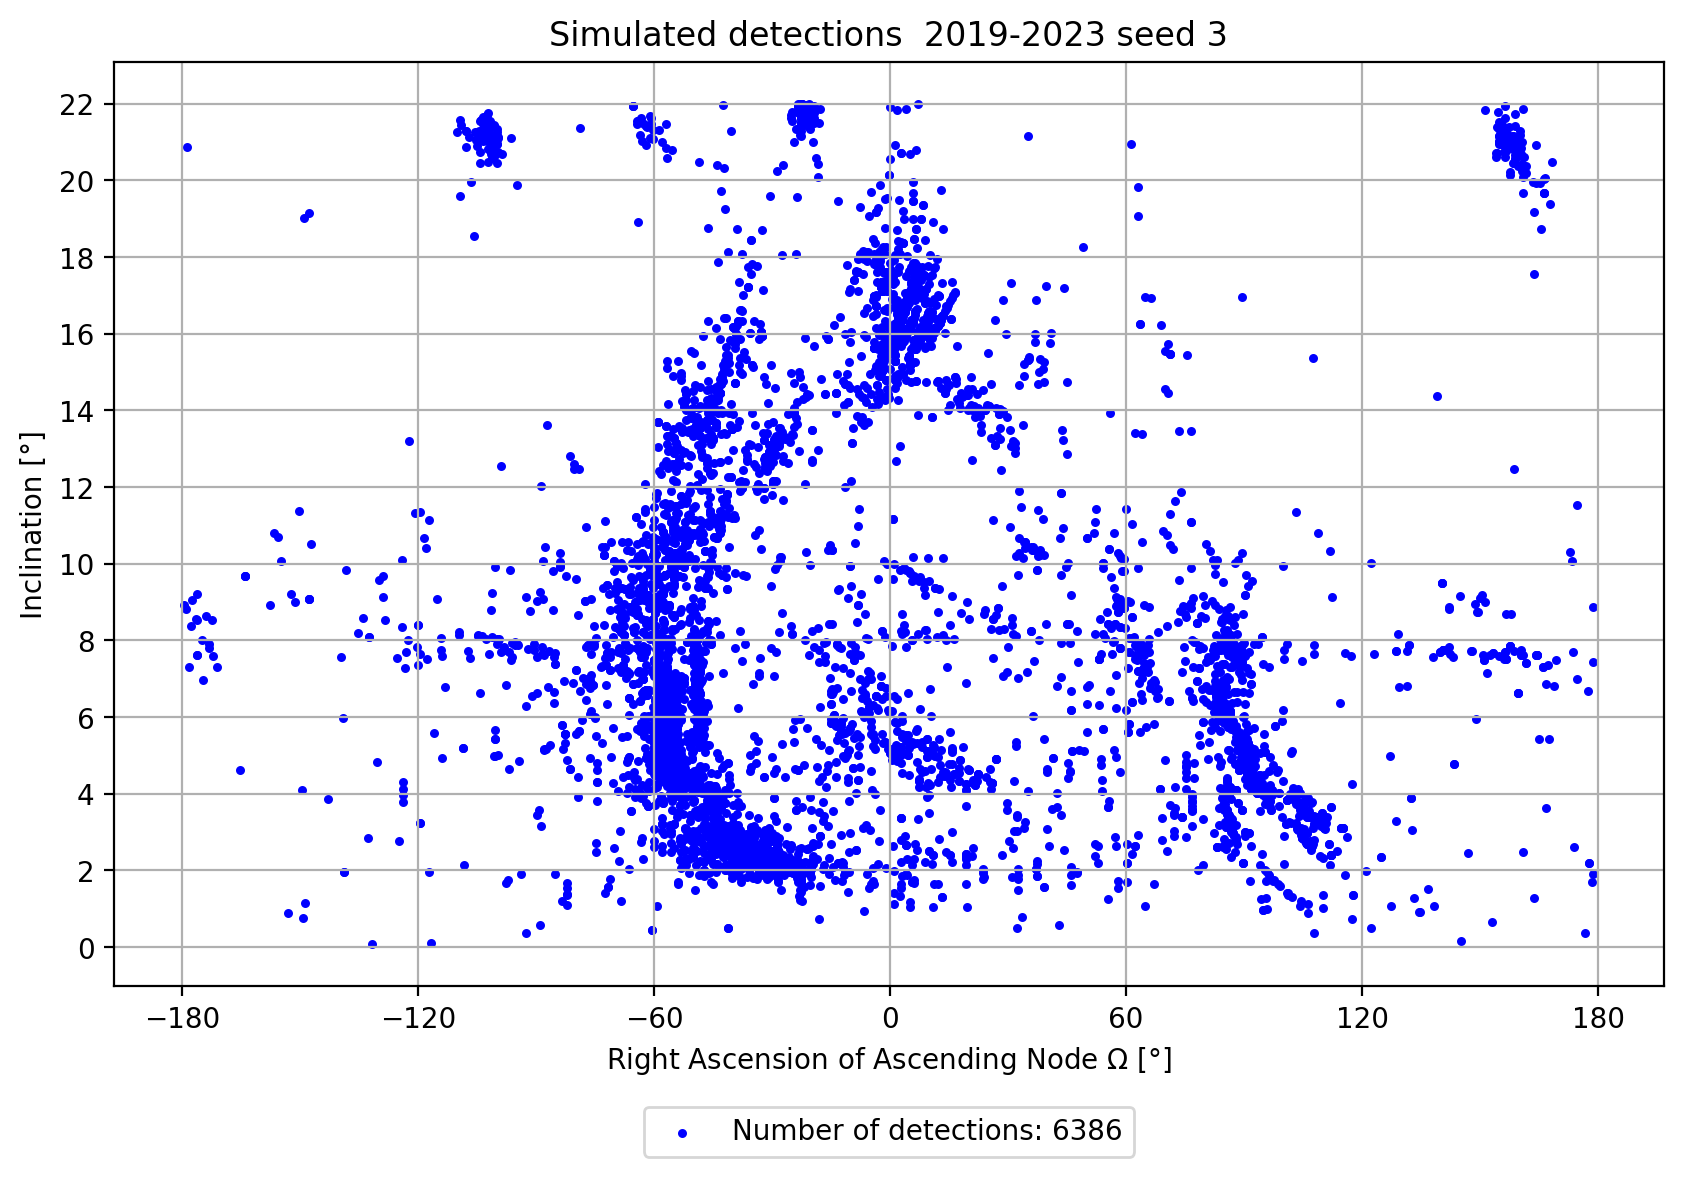 Simulated detections  2019-2023 seed 3
22
20
18
16
14
12
10
8
6
4
2
0
Inclination [°]
−180 −120 −60 0 60 120 180
Right Ascension of Ascending Node Ω [°]
Number of detections: 6386